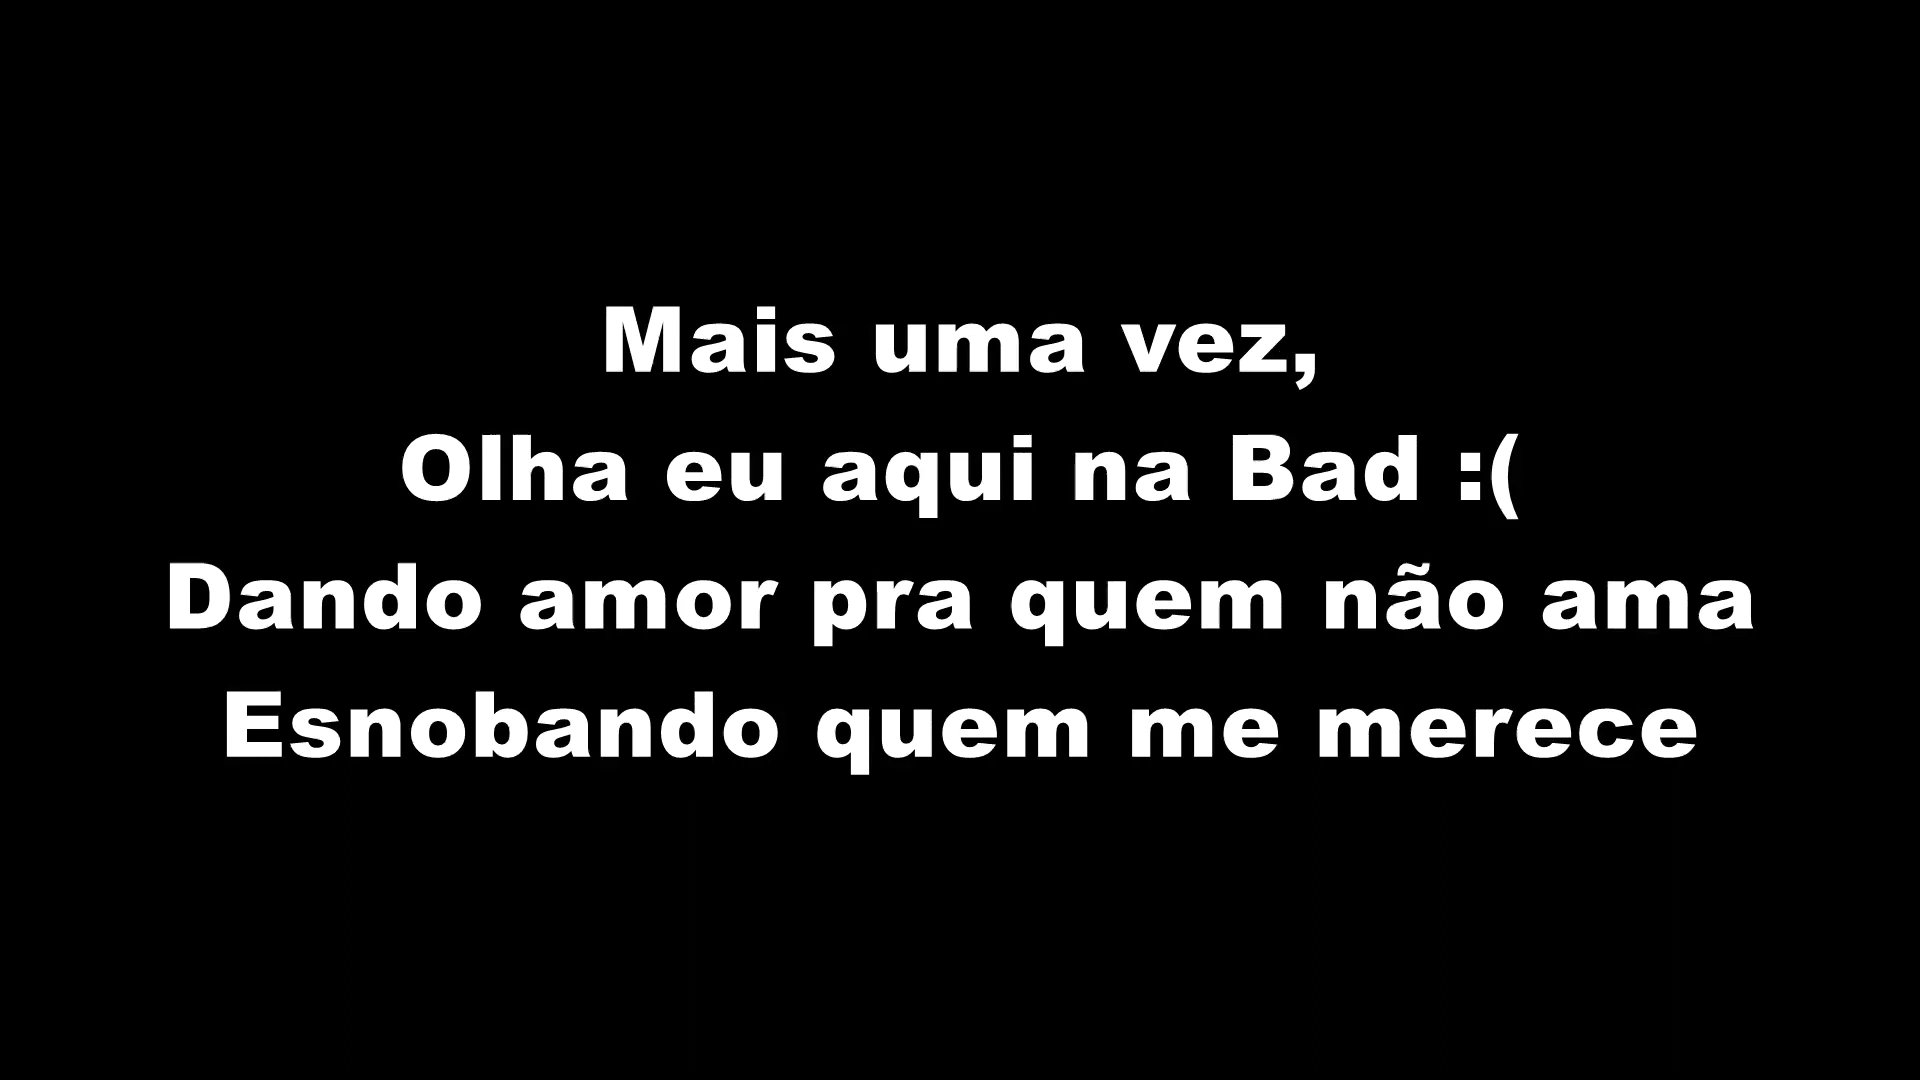 Mais uma vez,
Olha eu aqui na Bad :(
Dando amor pra quem não ama
Esnobando quem me merece